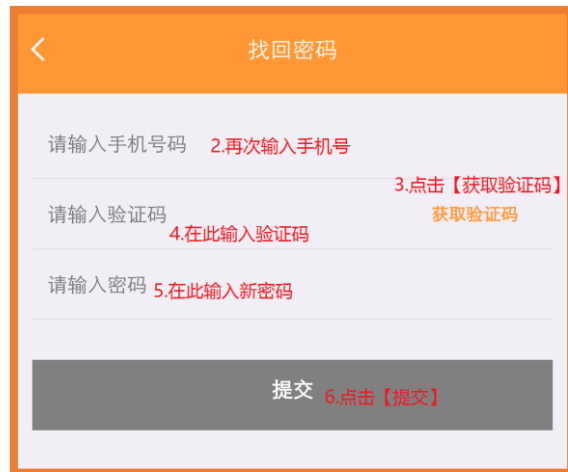 找回密码
请输入手机号码 2.再次输入手机号
3.点击【获取验证码】
请输入验证码 获取验证码
4.在此输入验证码
请输入密码 5.在此输入新密码
提交 6.点击【提交】